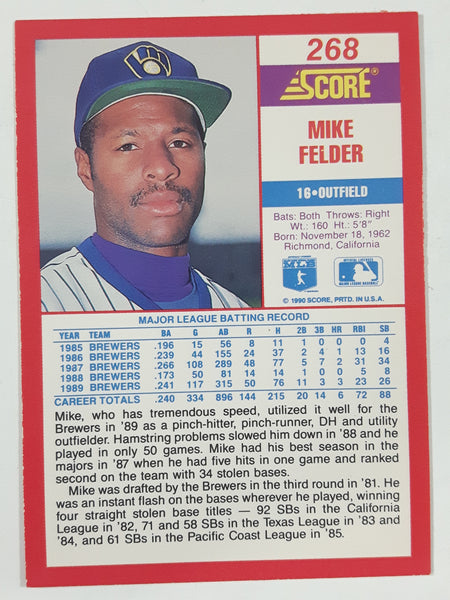 268
SCORE®
MIKE
FELDER
16•OUTFIELD
Bats: Both Throws: Right
Wt.: 160 Ht.: 5'8"
Born: November 18, 1962
Richmond, California
© 1990 SCORE, PRTD. IN U.S.A.
MAJOR LEAGUE BATTING RECORD
YEAR TEAM BA G AB R H 2B 3B HR RBI SB
1985 BREWERS .196 15 56 8 11 1 0 0 0 4
1986 BREWERS .239 44 155 24 37 2 4 1 13 16
1987 BREWERS .266 108 289 48 77 5 7 2 31 34
1988 BREWERS .173 50 81 14 14 1 0 0 5 8
1989 BREWERS .241 117 315 50 76 11 3 3 23 26
CAREER TOTALS .240 334 896 144 215 20 14 6 72 88
Mike, who has tremendous speed, utilized it well for the
Brewers in '89 as a pinch-hitter, pinch-runner, DH and utility
outfielder. Hamstring problems slowed him down in '88 and he
played in only 50 games. Mike had his best season in the
majors in '87 when he had five hits in one game and ranked
second on the team with 34 stolen bases.
Mike was drafted by the Brewers in the third round in '81. He
was an instant flash on the bases wherever he played, winning
four straight stolen base titles — 92 SBs in the California
League in '82, 71 and 58 SBs in the Texas League in '83 and
'84, and 61 SBs in the Pacific Coast League in '85.